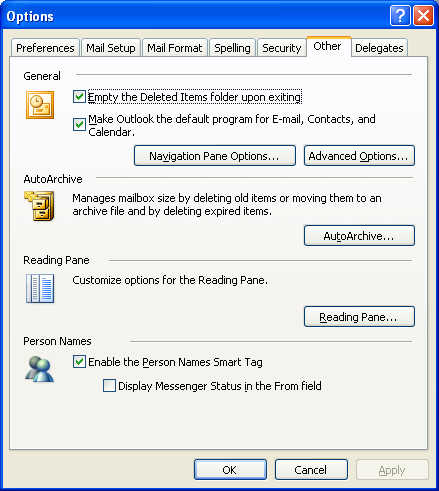 Options
Preferences Mail Setup Mail Format Spelling Security Other Delegates
General
Empty the Deleted Items folder upon exiting
Make Outlook the default program for E-mail, Contacts, and
Calendar.
Navigation Pane Options... Advanced Options...
AutoArchive
Manages mailbox size by deleting old items or moving them to an
archive file and by deleting expired items.
AutoArchive...
Reading Pane
Customize options for the Reading Pane.
Reading Pane...
Person Names
Enable the Person Names Smart Tag
Display Messenger Status in the From field
OK Cancel Apply